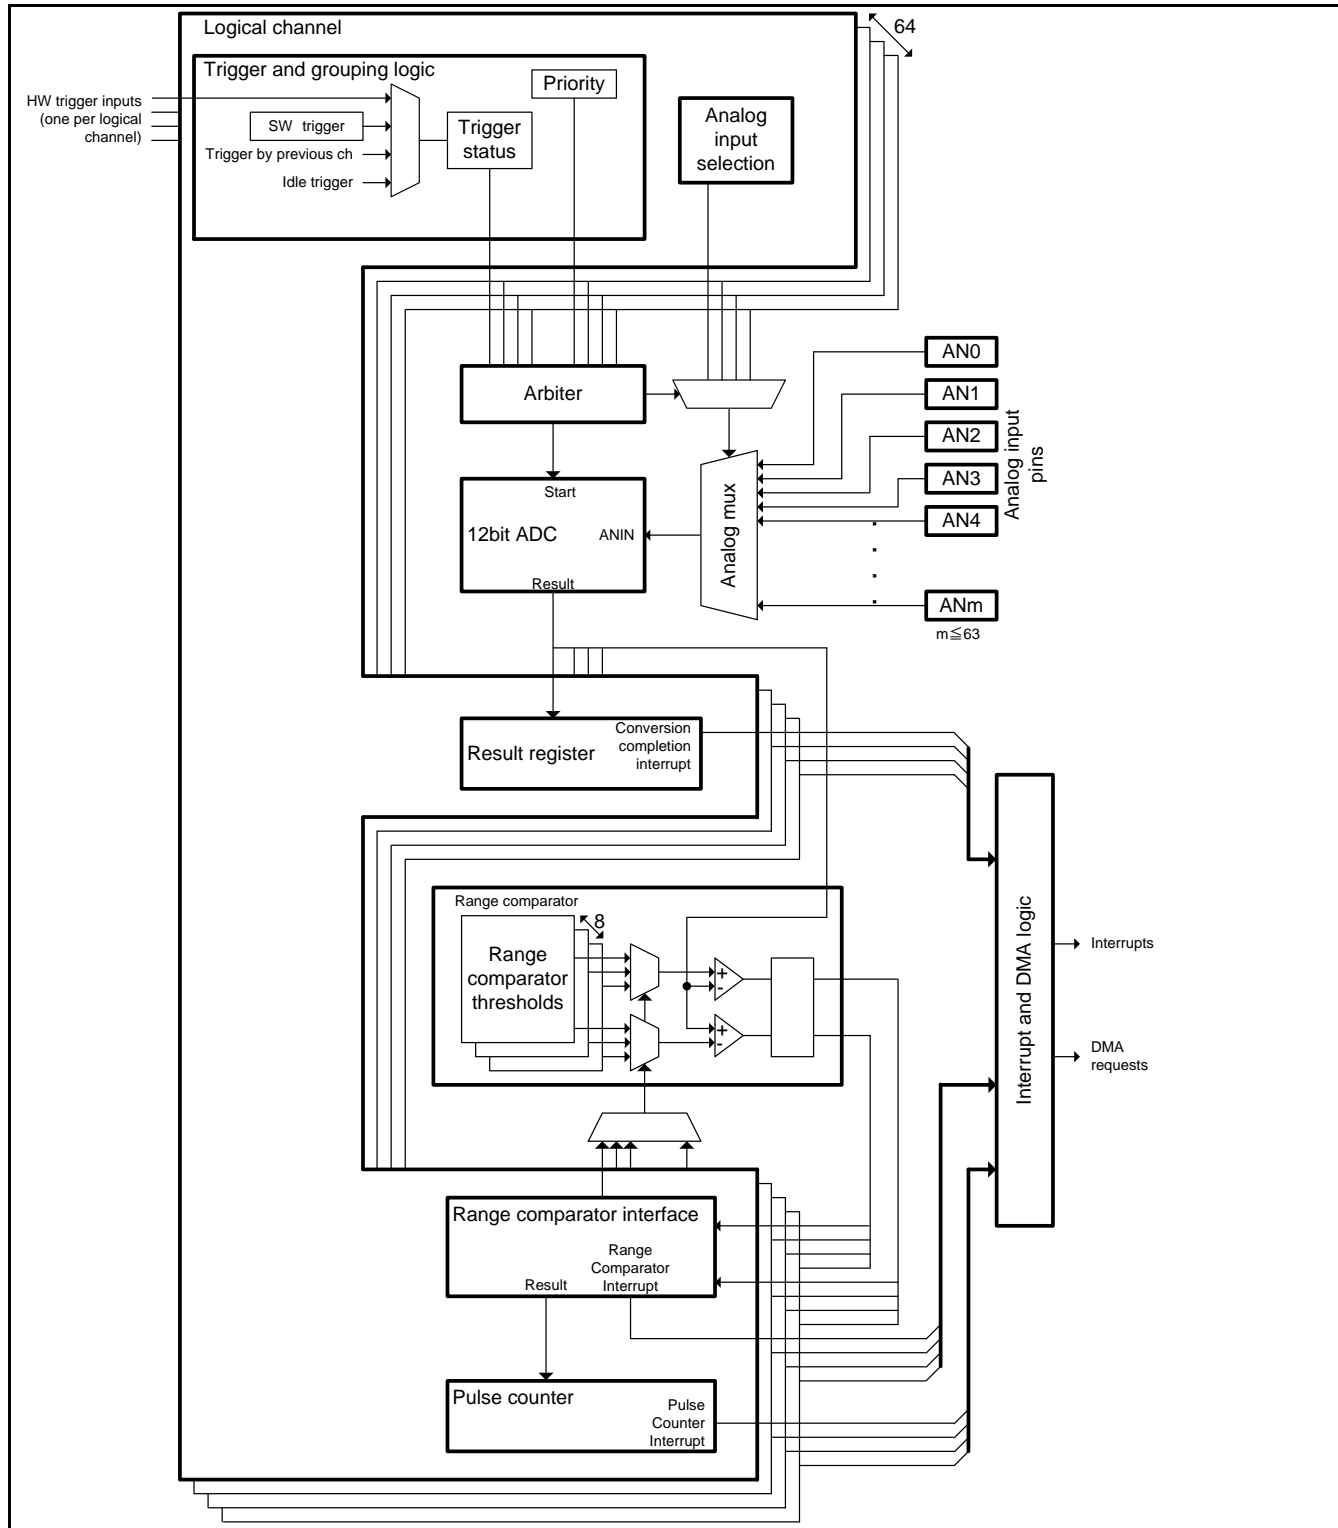 Logical channel
64
Trigger and grouping logic
Priority
HW trigger inputs
(one per logical
channel)
SW trigger
Trigger by previous ch
Idle trigger
Trigger
status
Analog
input
selection
Arbiter
AN0
AN1
AN2
AN3
AN4
ANm
m≦63
Analog input
pins
Start
12bit ADC
ANIN
Result
Analog mux
Result register
Conversion
completion
interrupt
Range comparator
8
Range
comparator
thresholds
+
-
+
-
Interrupt and DMA logic
Interrupts
DMA
requests
Range comparator interface
Range
Comparator
Interrupt
Result
Pulse counter
Pulse
Counter
Interrupt